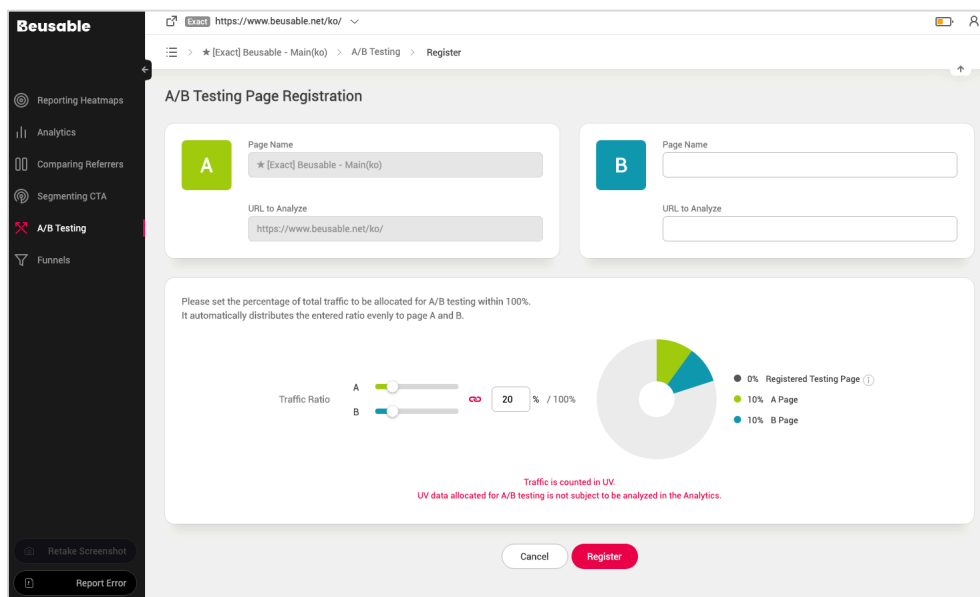 Beusable
Exact https://www.beusable.net/ko/
★ [Exact] Beusable - Main(ko) > A/B Testing > Register
Reporting Heatmaps
Analytics
Comparing Referrers
Segmenting CTA
A/B Testing
Funnels
Retake Screenshot
Report Error
A/B Testing Page Registration
A
Page Name
★ [Exact] Beusable - Main(ko)
URL to Analyze
https://www.beusable.net/ko/
B
Page Name
URL to Analyze
Please set the percentage of total traffic to be allocated for A/B testing within 100%.
It automatically distributes the entered ratio evenly to page A and B.
Traffic Ratio
A
B
20 % / 100%
0% Registered Testing Page
10% A Page
10% B Page
Traffic is counted in UV.
UV data allocated for A/B testing is not subject to be analyzed in the Analytics.
Cancel
Register